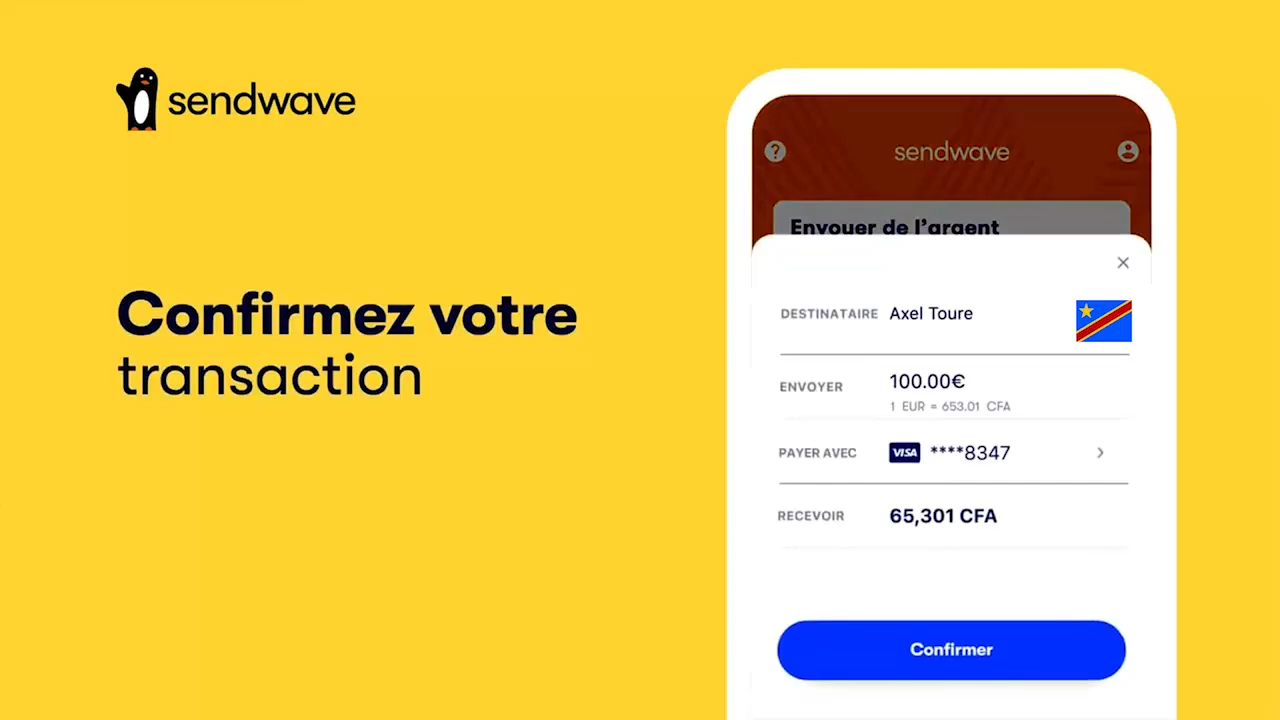 sendwave
Confirmez votre
transaction
sendwave
Envoyer de l'argent
DESTINATAIRE Axel Toure
ENVOYER 100.00€
1 EUR = 653.01 CFA
PAYER AVEC VISA ****8347
RECEVOIR 65,301 CFA
Confirmer